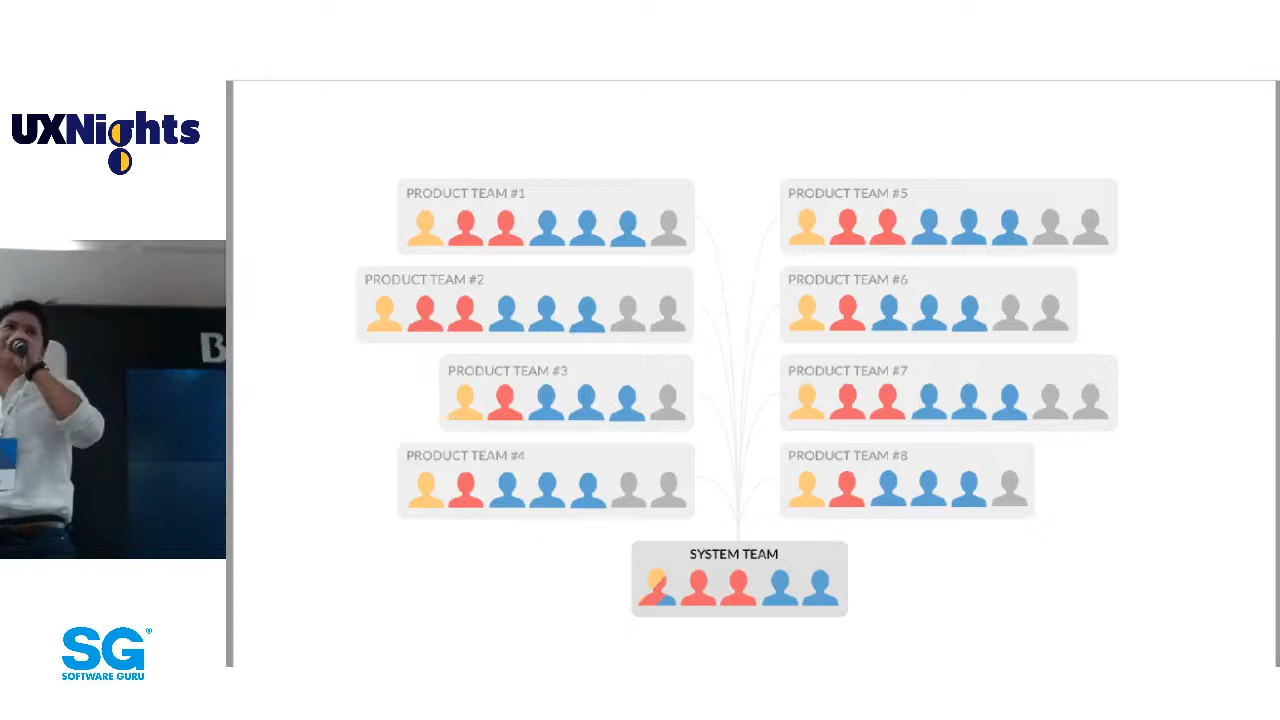 UXNights
PRODUCT TEAM #1
PRODUCT TEAM #2
PRODUCT TEAM #3
PRODUCT TEAM #4
PRODUCT TEAM #5
PRODUCT TEAM #6
PRODUCT TEAM #7
PRODUCT TEAM #8
SYSTEM TEAM
B
SG®
SOFTWARE GURU